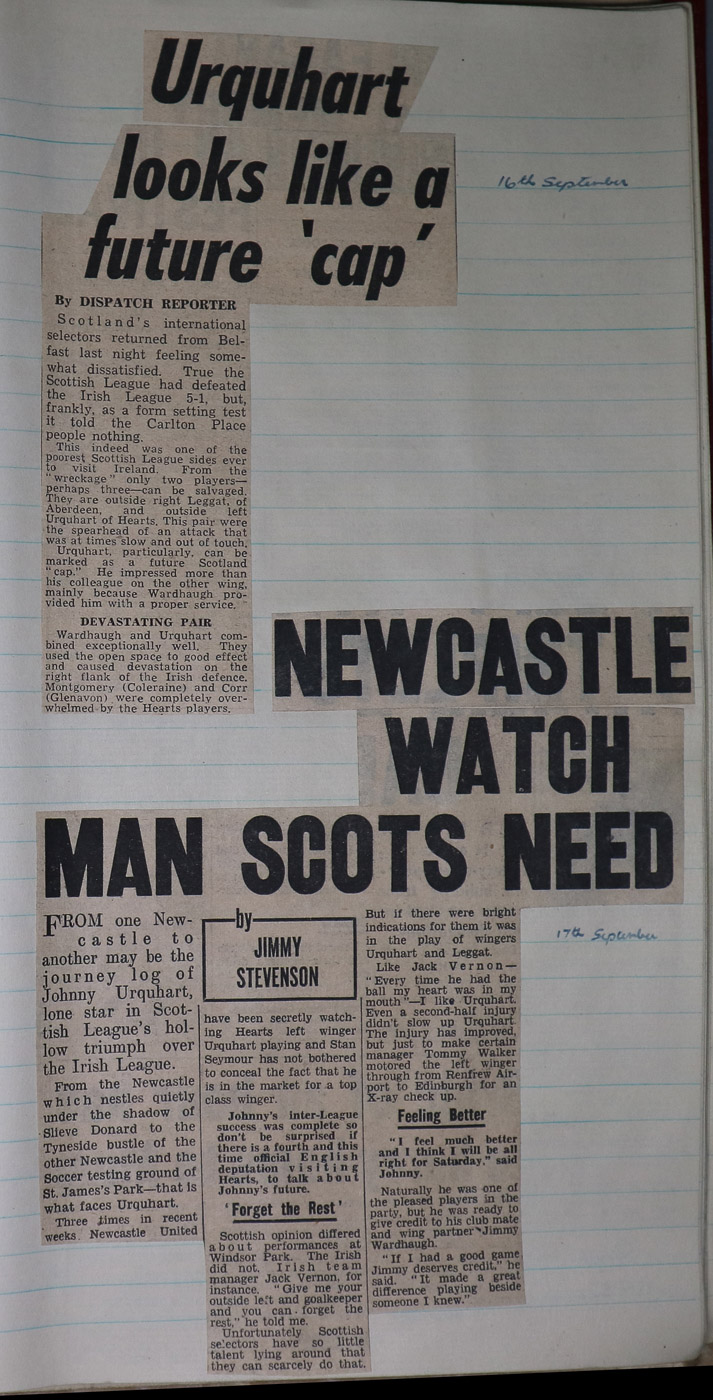 Urquhart
looks like a
future 'cap'
16th September
By DISPATCH REPORTER
Scotland's international
selectors returned from Bel-
fast last night feeling some-
what dissatisfied. True the
Scottish League had defeated
the Irish League 5-1, but,
frankly, as a form setting test
it told the Carlton Place
people nothing.
This indeed was one of the
poorest Scottish League sides ever
to visit Ireland. From the
"wreckage" only two players—
perhaps three—can be salvaged.
They are outside right Leggat, of
Aberdeen, and outside left
Urquhart of Hearts. This pair were
the spearhead of an attack that
was at times slow and out of touch.
Urquhart, particularly, can be
marked as a future Scotland
"cap." He impressed more than
his colleague on the other wing,
mainly because Wardhaugh pro-
vided him with a proper service.
DEVASTATING PAIR
Wardhaugh and Urquhart com-
bined exceptionally well. They
used the open space to good effect
and caused devastation on the
right flank of the Irish defence.
Montgomery (Coleraine) and Corr
(Glenavon) were completely over-
whelmed by the Hearts players.
NEWCASTLE
WATCH
MAN SCOTS NEED
17th September
by
JIMMY
STEVENSON
FROM one New-
castle to
another may be the
journey log of
Johnny Urquhart,
lone star in Scot-
tish League's hol-
low triumph over
the Irish League.
From the Newcastle
which nestles quietly
under the shadow of
Slieve Donard to the
Tyneside bustle of the
other Newcastle and the
Soccer testing ground of
St. James's Park—that is
what faces Urquhart.
Three times in recent
weeks Newcastle United
have been secretly watch-
ing Hearts left winger
Urquhart playing and Stan
Seymour has not bothered
to conceal the fact that he
is in the market for a top
class winger.
Johnny's inter-League
success was complete so
don't be surprised if
there is a fourth and this
time official English
deputation visiting
Hearts, to talk about
Johnny's future.
'Forget the Rest'
Scottish opinion differed
about performances at
Windsor Park. The Irish
did not. Irish team
manager Jack Vernon, for
instance. "Give me your
outside left and goalkeeper
and you can forget the
rest," he told me.
Unfortunately Scottish
selectors have so little
talent lying around that
they can scarcely do that.
But if there were bright
indications for them it was
in the play of wingers
Urquhart and Leggat.
Like Jack Vernon—
"Every time he had the
ball my heart was in my
mouth"—I like Urquhart.
Even a second-half injury
didn't slow up Urquhart.
The injury has improved,
but just to make certain
manager Tommy Walker
motored the left winger
through from Renfrew Air-
port to Edinburgh for an
X-ray check up.
Feeling Better
"I feel much better
and I think I will be all
right for Saturday," said
Johnny.
Naturally he was one of
the pleased players in the
party, but he was ready to
give credit to his club mate
and wing partner Jimmy
Wardhaugh.
"If I had a good game
Jimmy deserves credit," he
said. "It made a great
difference playing beside
someone I knew."